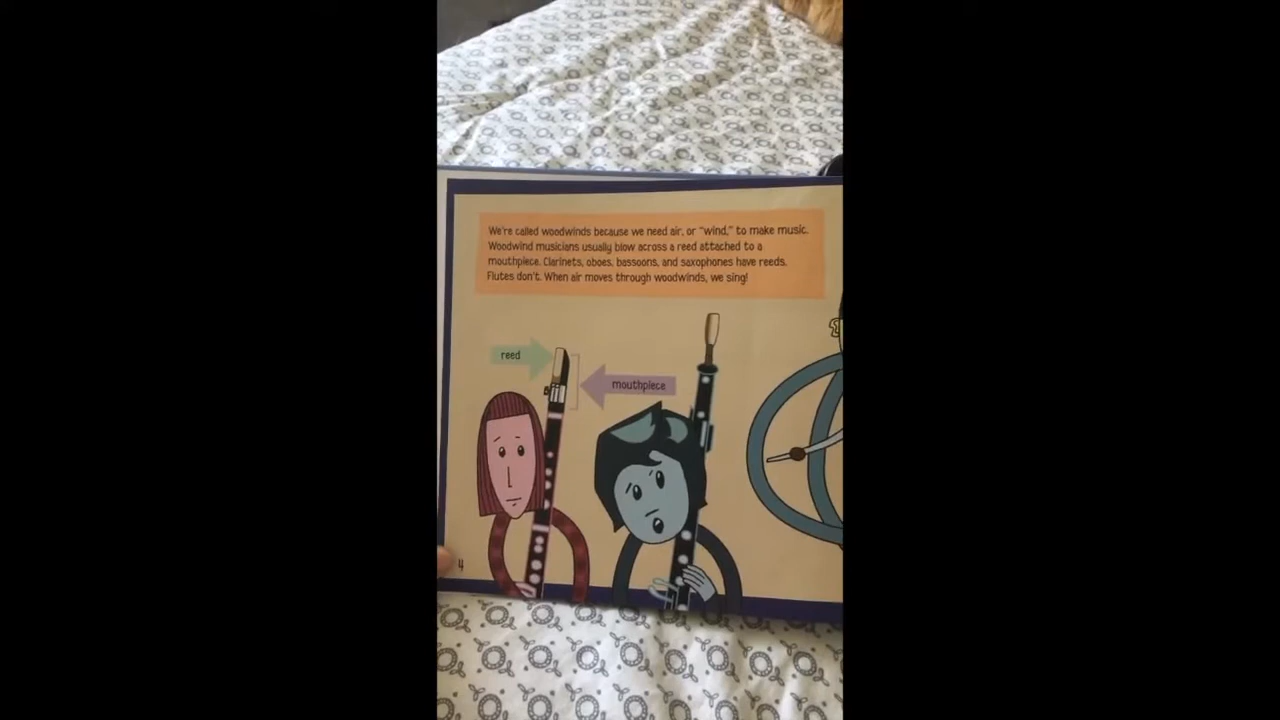 We're called woodwinds because we need air, or "wind," to make music.
Woodwind musicians usually blow across a reed attached to a
mouthpiece. Clarinets, oboes, bassoons, and saxophones have reeds.
Flutes don't. When air moves through woodwinds, we sing!
reed
mouthpiece
4